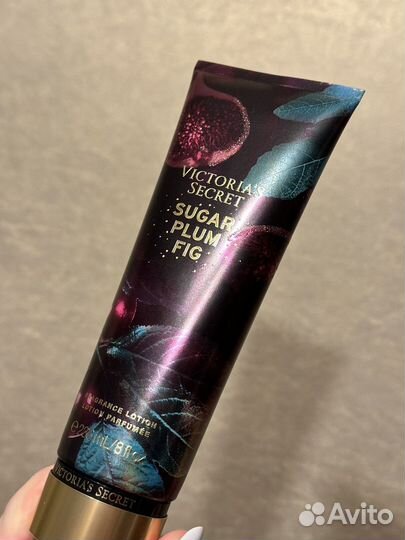 VICTORIA'S
SECRET
SUGAR
PLUM
FIG
FRAGRANCE LOTION
LOTION PARFUMÉE
VICTORIA'S SECRET
Avito